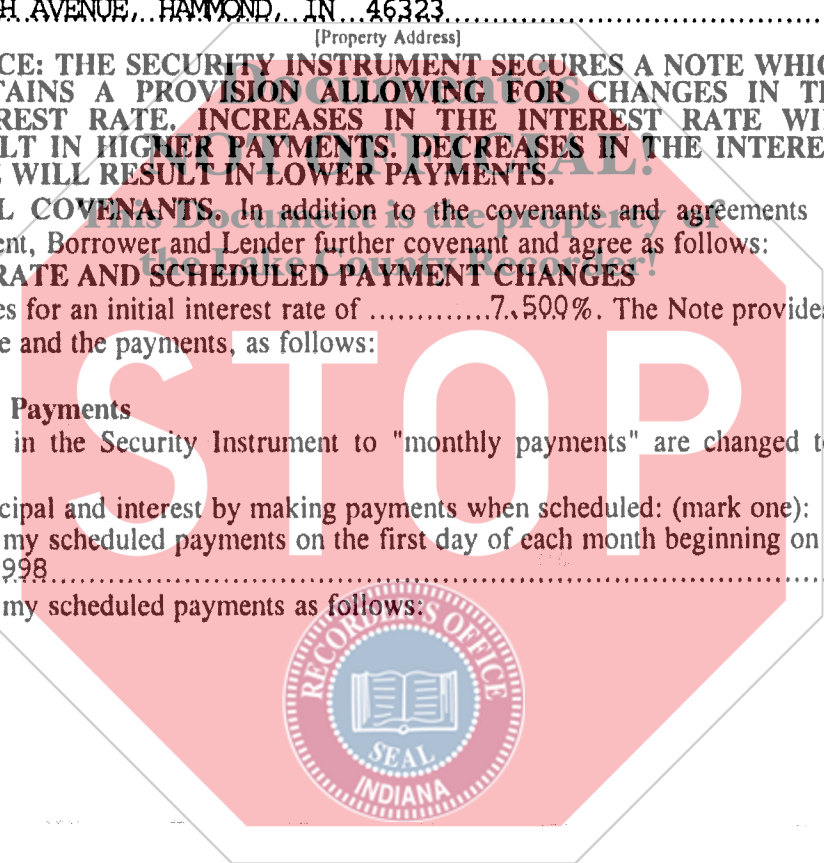 H AVENUE, HAMMOND, IN 46323
[Property Address]
CE: THE SECURITY INSTRUMENT SECURES A NOTE WHIC
TAINS A PROVISION ALLOWING FOR CHANGES IN T
REST RATE. INCREASES IN THE INTEREST RATE WI
LT IN HIGHER PAYMENTS. DECREASES IN THE INTERE
WILL RESULT IN LOWER PAYMENTS.
Document is
NOT OFFICIAL!
This Document is the property of
the Lake County Recorder!
L COVENANTS. In addition to the covenants and agreements
ent, Borrower and Lender further covenant and agree as follows:
RATE AND SCHEDULED PAYMENT CHANGES
es for an initial interest rate of .............7.500%. The Note provides
e and the payments, as follows:
STOP
Payments
in the Security Instrument to "monthly payments" are changed t
cipal and interest by making payments when scheduled: (mark one):
my scheduled payments on the first day of each month beginning on
998
my scheduled payments as follows:
RECORDER'S OFFICE
SEAL
INDIANA